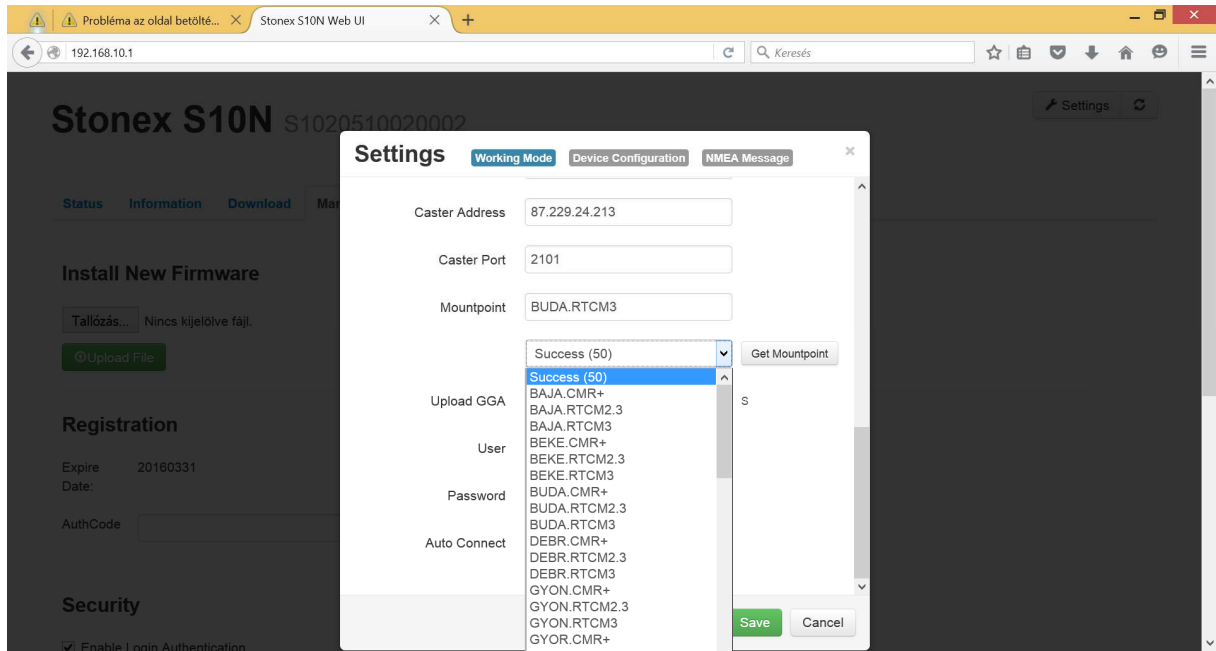 Probléma az oldal betölté...
Stonex S10N Web UI
192.168.10.1
Keresés
Stonex S10N S1020510020002
Settings
Status Information Download Mar
Install New Firmware
Tallózás... Nincs kijelölve fájl.
Upload File
Registration
Expire Date: 20160331
AuthCode
Security
Enable Login Authentication
Settings Working Mode Device Configuration NMEA Message
Caster Address 87.229.24.213
Caster Port 2101
Mountpoint BUDA.RTCM3
Success (50) Get Mountpoint
Success (50)
BAJA.CMR+
BAJA.RTCM2.3
BAJA.RTCM3
BEKE.CMR+
BEKE.RTCM2.3
BEKE.RTCM3
BUDA.CMR+
BUDA.RTCM2.3
BUDA.RTCM3
DEBR.CMR+
DEBR.RTCM2.3
DEBR.RTCM3
GYON.CMR+
GYON.RTCM2.3
GYON.RTCM3
GYOR.CMR+
Upload GGA S
User
Password
Auto Connect
Save Cancel